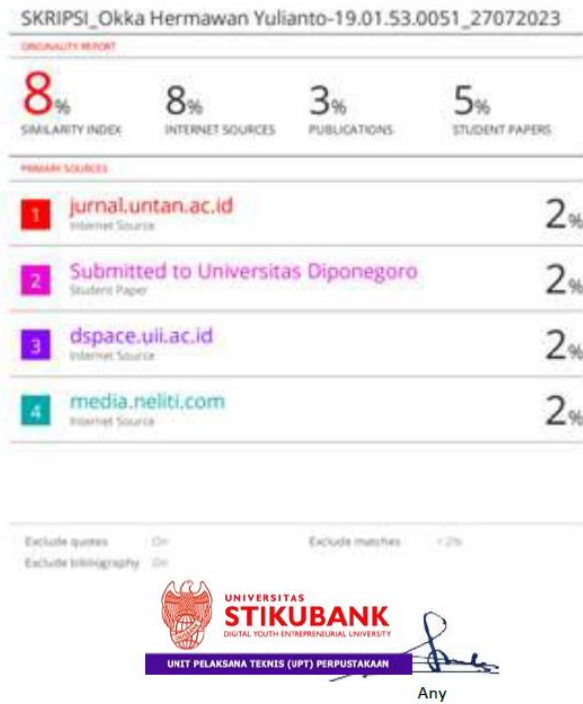 SKRIPSI_Okka Hermawan Yulianto-19.01.53.0051_27072023
ORIGINALITY REPORT
8% 8% 3% 5%
SIMILARITY INDEX INTERNET SOURCES PUBLICATIONS STUDENT PAPERS
PRIMARY SOURCES
1 jurnal.untan.ac.id 2%
Internet Source
2 Submitted to Universitas Diponegoro 2%
Student Paper
3 dspace.uii.ac.id 2%
Internet Source
4 media.neliti.com 2%
Internet Source
Exclude quotes On Exclude matches < 2%
Exclude bibliography On
UNIVERSITAS
STIKUBANK
DIGITAL YOUTH ENTREPRENEURIAL UNIVERSITY
UNIT PELAKSANA TEKNIS (UPT) PERPUSTAKAAN
Any